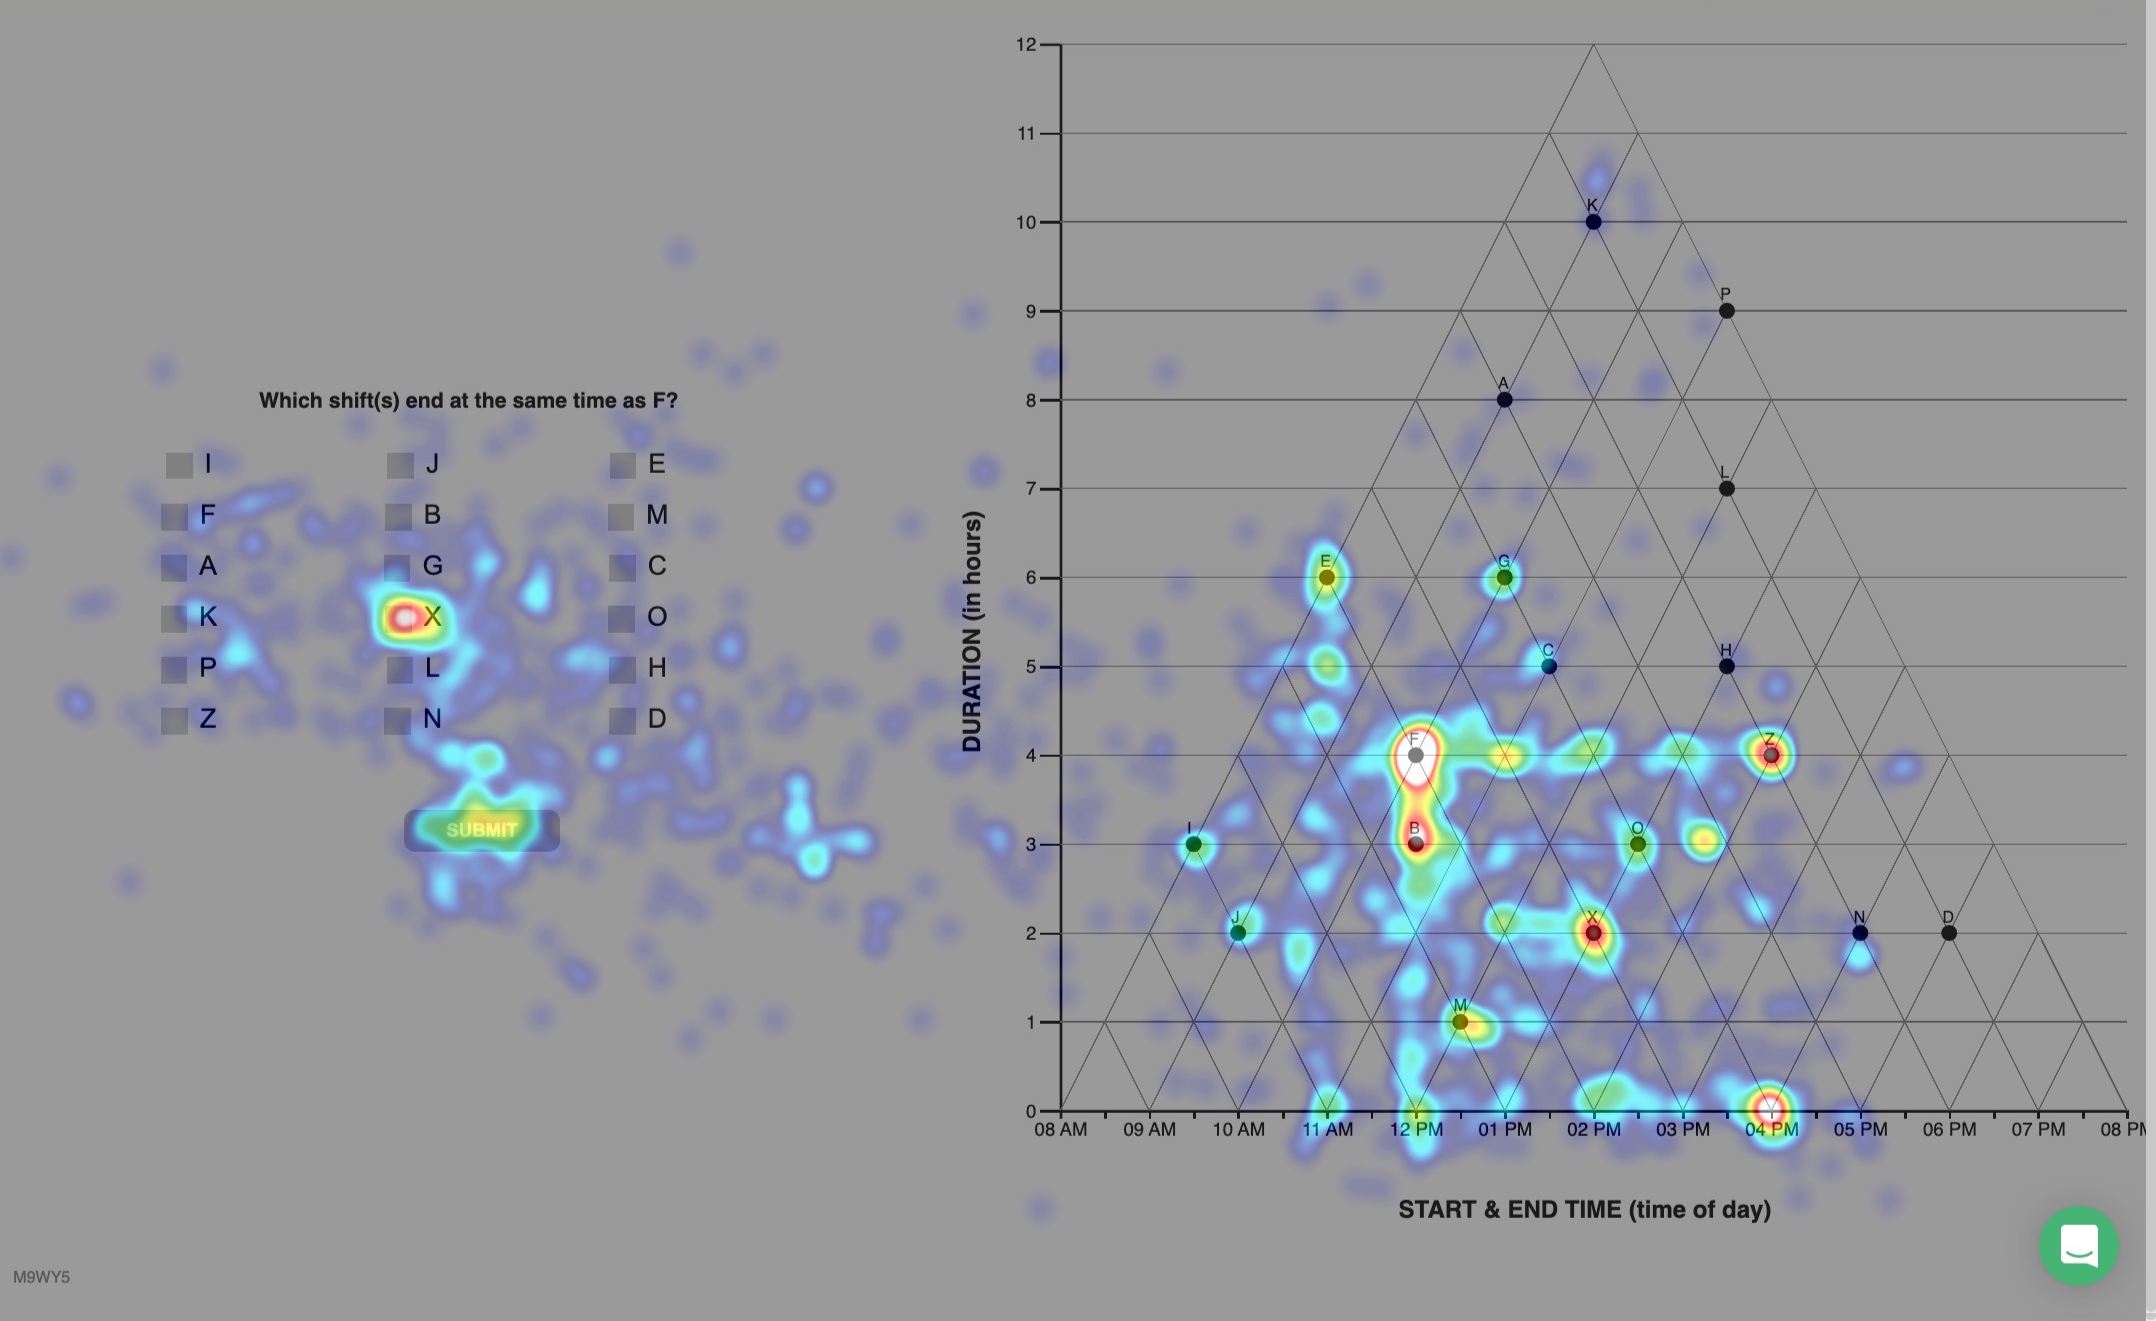 Which shift(s) end at the same time as F?
I J E
F B M
A G C
K X O
P L H
Z N D
SUBMIT
M9WY5
DURATION (in hours)
12
11
10
9
8
7
6
5
4
3
2
1
0
K
P
A
L
E
G
C
H
F
Z
I
B
O
J
X
N
D
M
08 AM 09 AM 10 AM 11 AM 12 PM 01 PM 02 PM 03 PM 04 PM 05 PM 06 PM 07 PM 08 PM
START & END TIME (time of day)